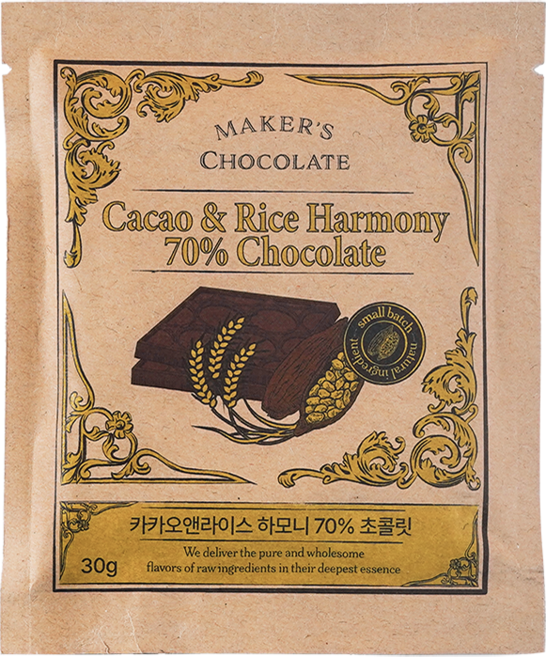 MAKER'S
CHOCOLATE
Cacao & Rice Harmony
70% Chocolate
small batch
natural ingredient
카카오앤라이스 하모니 70% 초콜릿
We deliver the pure and wholesome
30g
flavors of raw ingredients in their deepest essence